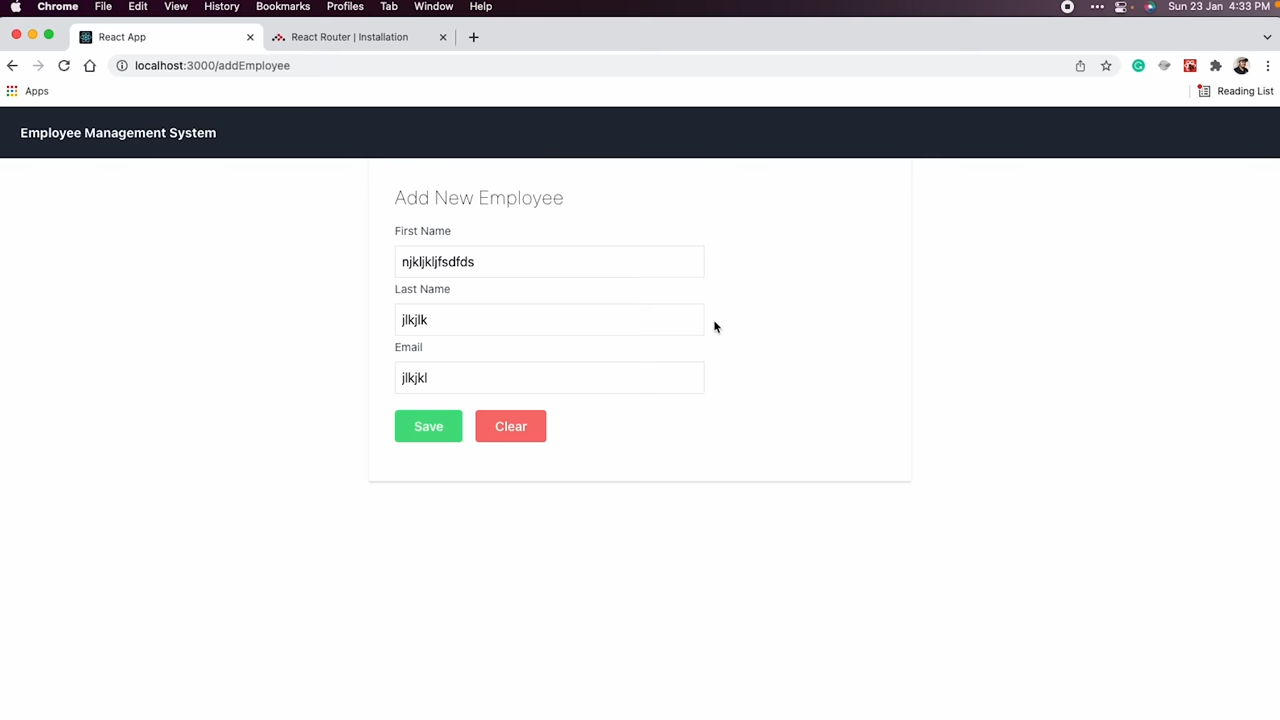 Chrome File Edit View History Bookmarks Profiles Tab Window Help Sun 23 Jan 4:33 PM
React App React Router | Installation
localhost:3000/addEmployee
Apps Reading List
Employee Management System
Add New Employee
First Name
njkljkljfsdfds
Last Name
jlkjlk
Email
jlkjkl
Save Clear